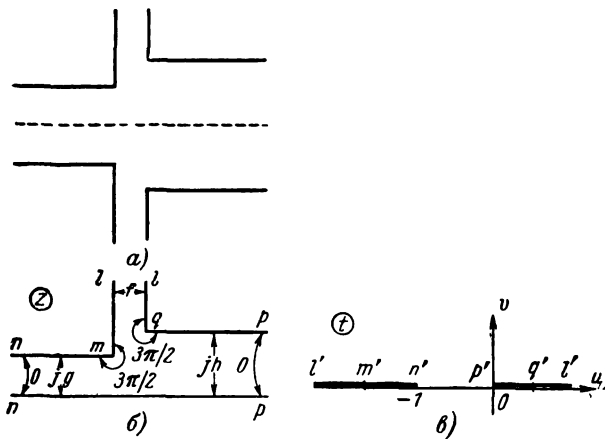 а)
l f l
z
q p
n m
3π/2
0 jg jh 0
3π/2
n p
б)
t
υ
l' m' n' p' q' l'
-1 0 u
в)